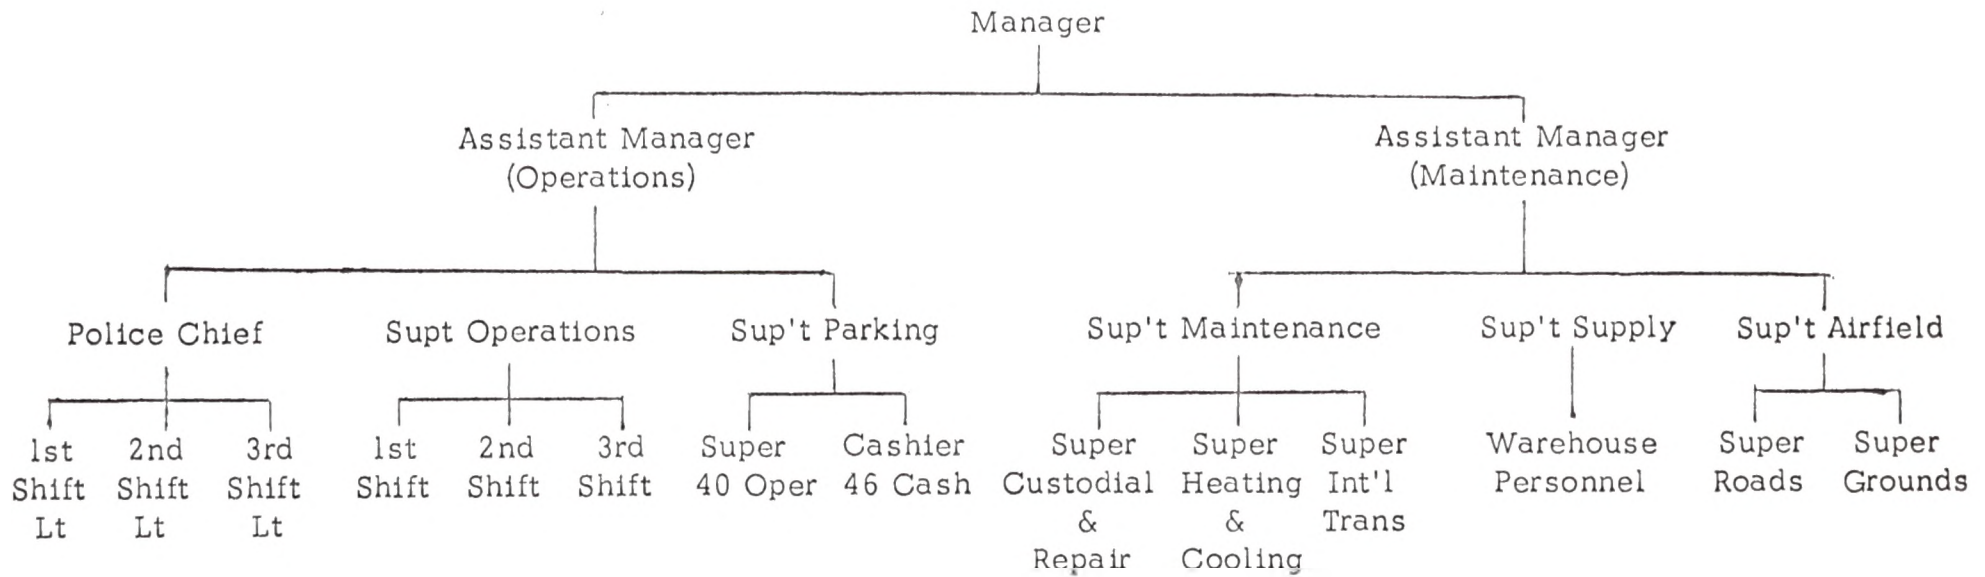 Manager
Assistant Manager
(Operations)
Assistant Manager
(Maintenance)
Police Chief
Supt Operations
Sup't Parking
Sup't Maintenance
Sup't Supply
Sup't Airfield
1st
Shift
Lt
2nd
Shift
Lt
3rd
Shift
Lt
1st
Shift
2nd
Shift
3rd
Shift
Super
40 Oper
Cashier
46 Cash
Super
Custodial
&
Repair
Super
Heating
&
Cooling
Super
Int'l
Trans
Warehouse
Personnel
Super
Roads
Super
Grounds